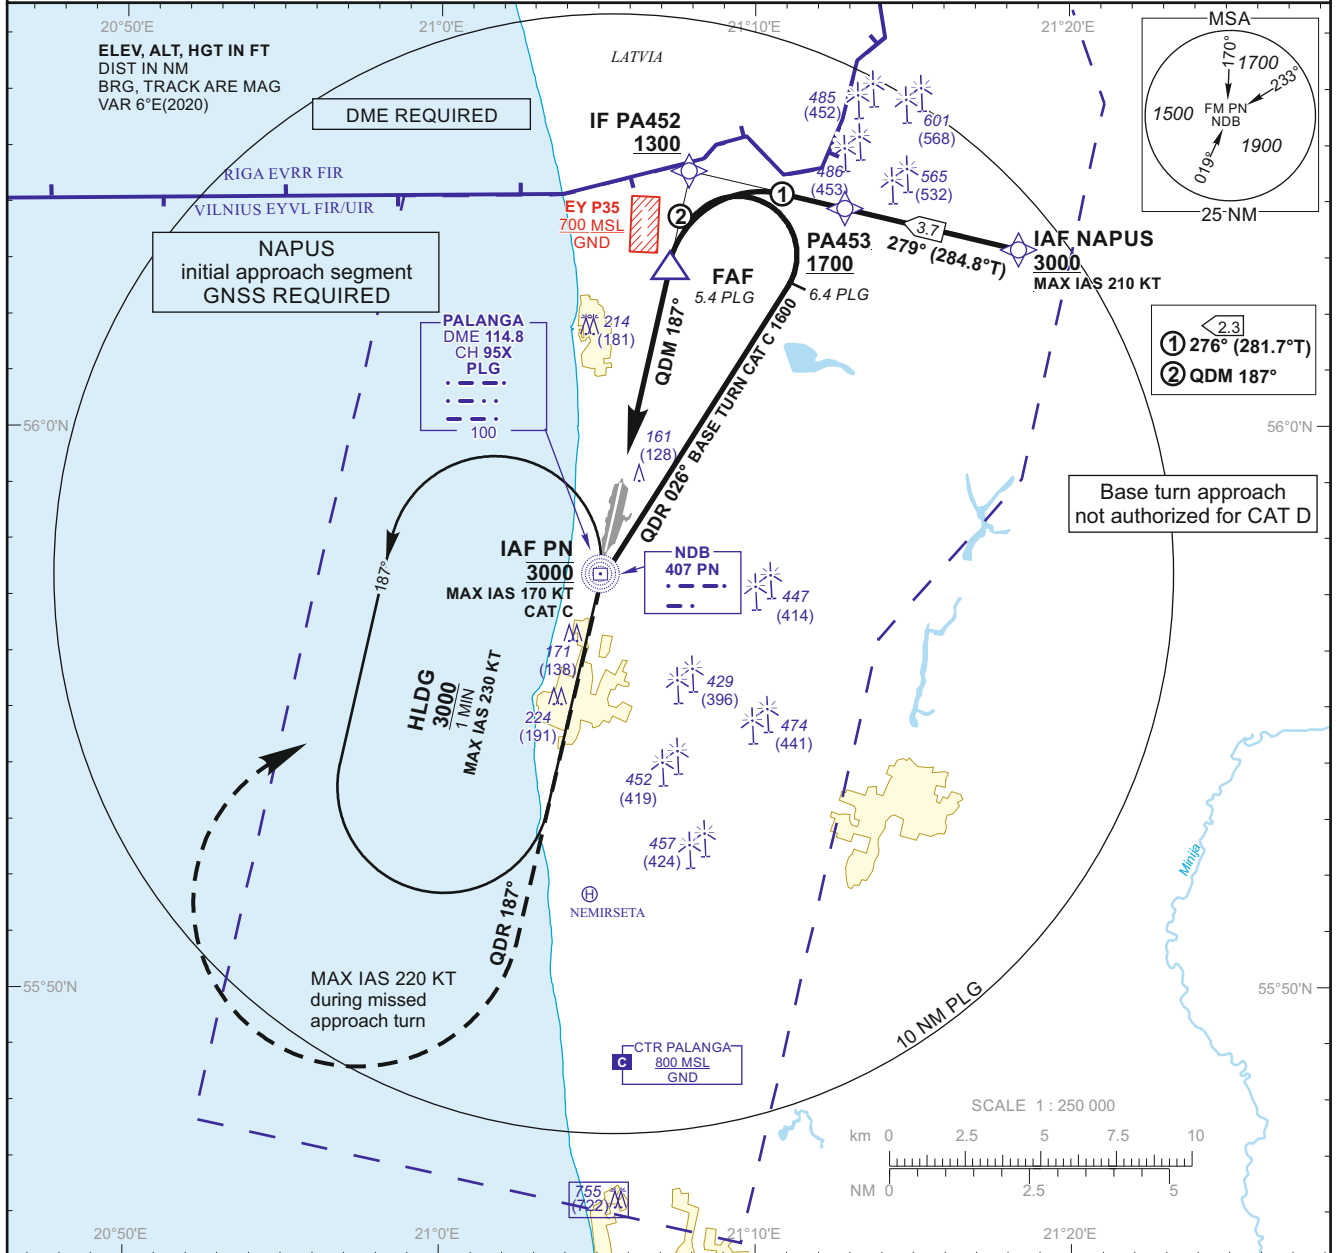 20°50'E
21°0'E
21°10'E
21°20'E
ELEV, ALT, HGT IN FT
DIST IN NM
BRG, TRACK ARE MAG
VAR 6°E(2020)
LATVIA
DME REQUIRED
MSA
170°
1700
233°
1500
FM PN
NDB
1900
019°
25 NM
IF PA452
1300
485
(452)
601
(568)
486
(453)
565
(532)
RIGA EVRR FIR
VILNIUS EYVL FIR/UIR
EY P35
700 MSL
GND
1
2
NAPUS
initial approach segment
GNSS REQUIRED
PA453
1700
3.7
279° (284.8°T)
IAF NAPUS
3000
MAX IAS 210 KT
FAF
5.4 PLG
6.4 PLG
2.3
1 276° (281.7°T)
2 QDM 187°
PALANGA
DME 114.8
CH 95X
PLG
100
214
(181)
QDM 187°
QDR 026° BASE TURN CAT C 1600
56°0'N
56°0'N
161
(128)
Base turn approach
not authorized for CAT D
IAF PN
3000
MAX IAS 170 KT
CAT C
NDB
407 PN
187°
447
(414)
171
(138)
HLDG
3000
1 MIN
MAX IAS 230 KT
429
(396)
224
(191)
474
(441)
452
(419)
457
(424)
Minija
H
NEMIRSETA
QDR 187°
MAX IAS 220 KT
during missed
approach turn
55°50'N
55°50'N
10 NM PLG
C
CTR PALANGA
800 MSL
GND
SCALE 1 : 250 000
km 0 2.5 5 7.5 10
NM 0 2.5 5
755
(722)
20°50'E
21°0'E
21°10'E
21°20'E